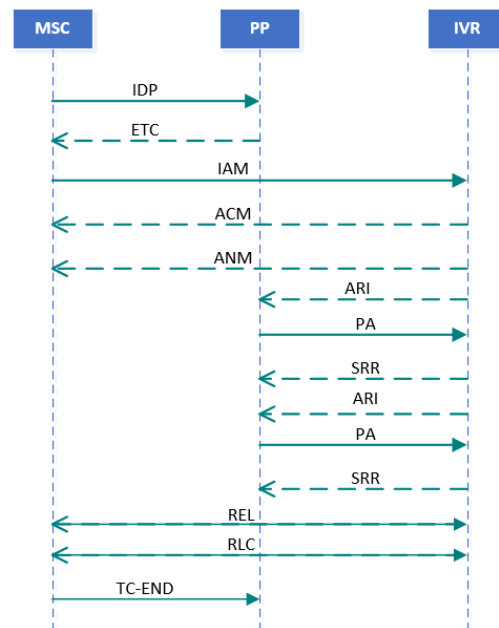 MSC PP IVR
IDP
ETC
IAM
ACM
ANM
ARI
PA
SRR
ARI
PA
SRR
REL
RLC
TC-END